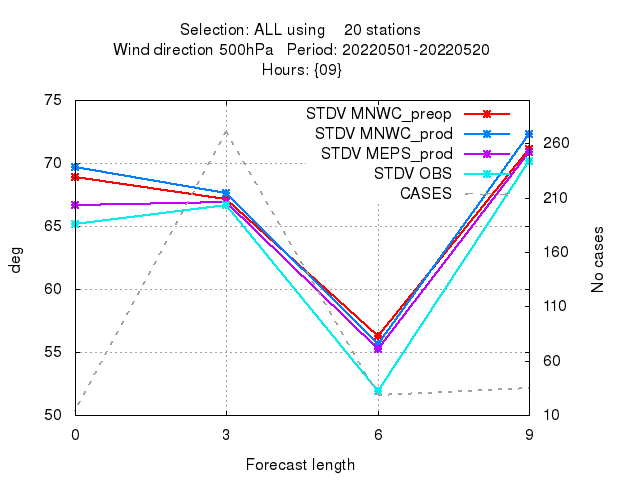 Selection: ALL using 20 stations
Wind direction 500hPa Period: 20220501-20220520
Hours: {09}
75
70
65
60
55
50
deg
STDV MNWC_preop
STDV MNWC_prod
STDV MEPS_prod
STDV OBS
CASES
260
210
160
110
60
10
No cases
0 3 6 9
Forecast length